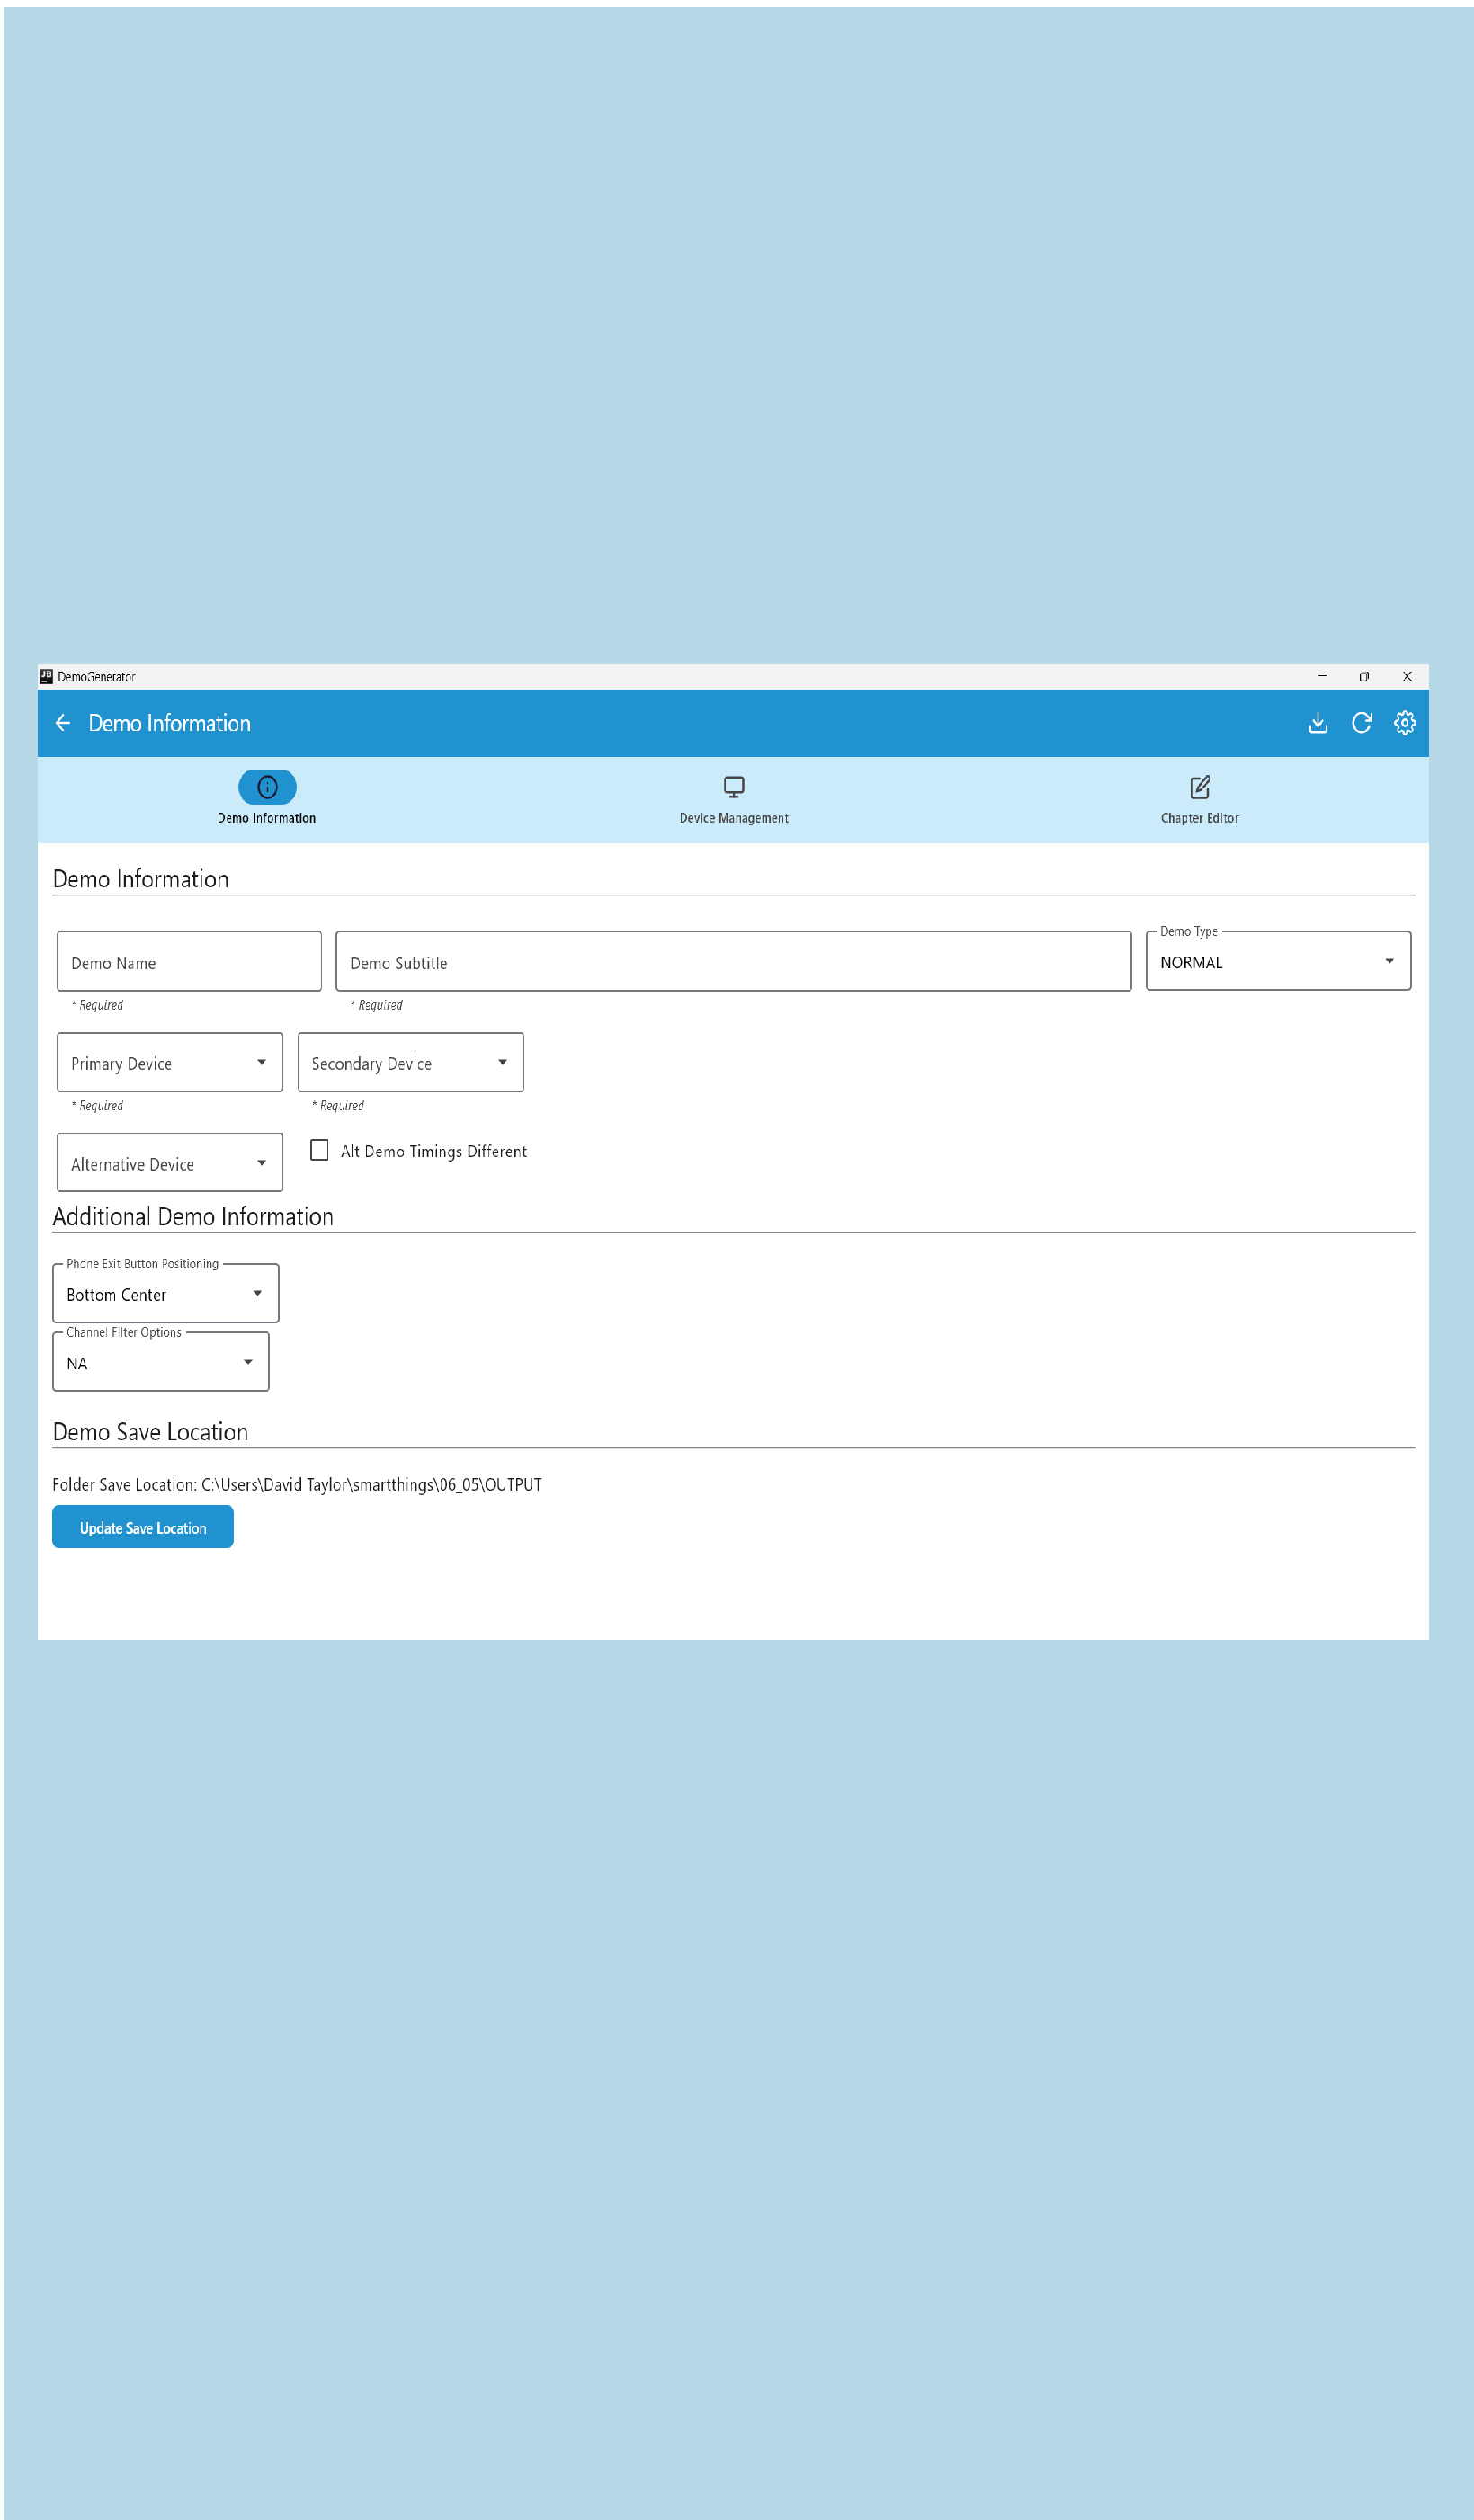 DemoGenerator
Demo Information
Demo Information
Device Management
Chapter Editor
Demo Information
Demo Name
Demo Subtitle
Demo Type
NORMAL
* Required
* Required
Primary Device
Secondary Device
* Required
* Required
Alternative Device
Alt Demo Timings Different
Additional Demo Information
Phone Exit Button Positioning
Bottom Center
Channel Filter Options
NA
Demo Save Location
Folder Save Location: C:\Users\David Taylor\smartthings\06_05\OUTPUT
Update Save Location